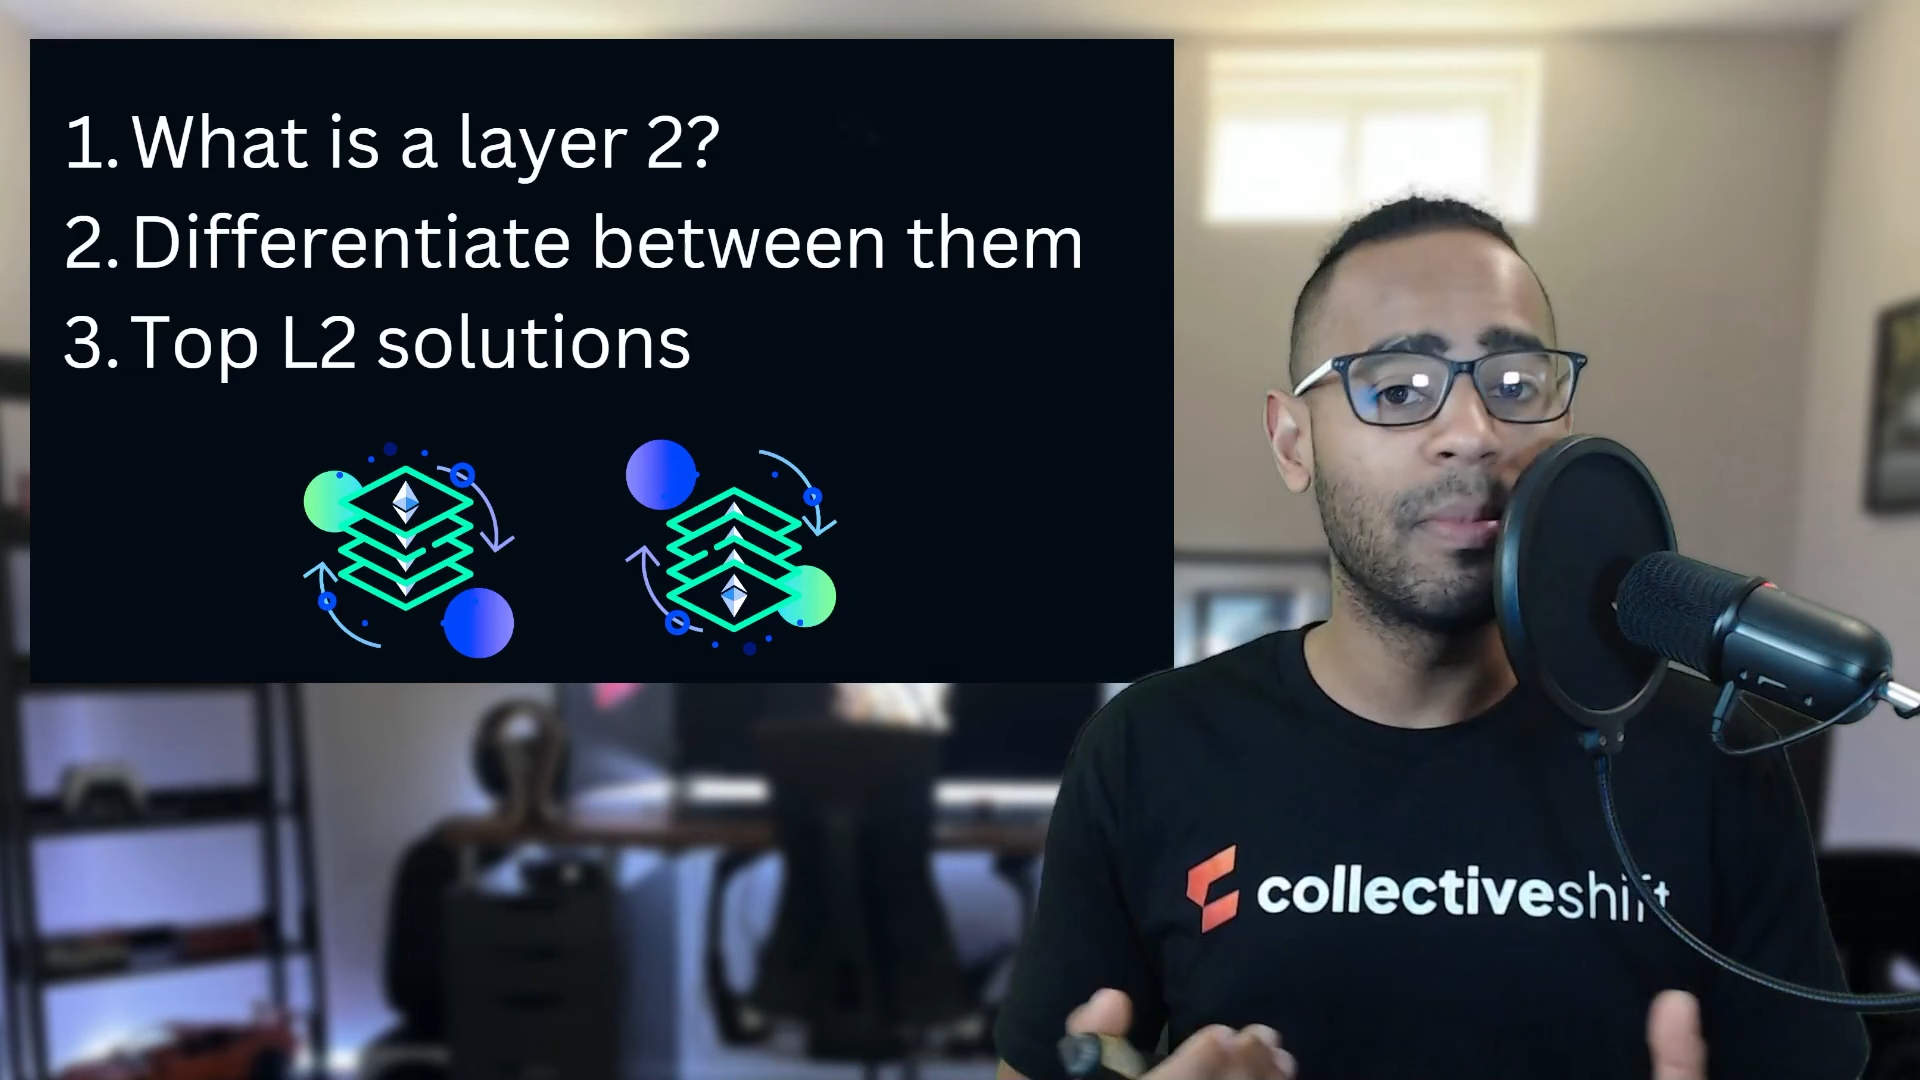 1. What is a layer 2?
2. Differentiate between them
3. Top L2 solutions
collectiveshift